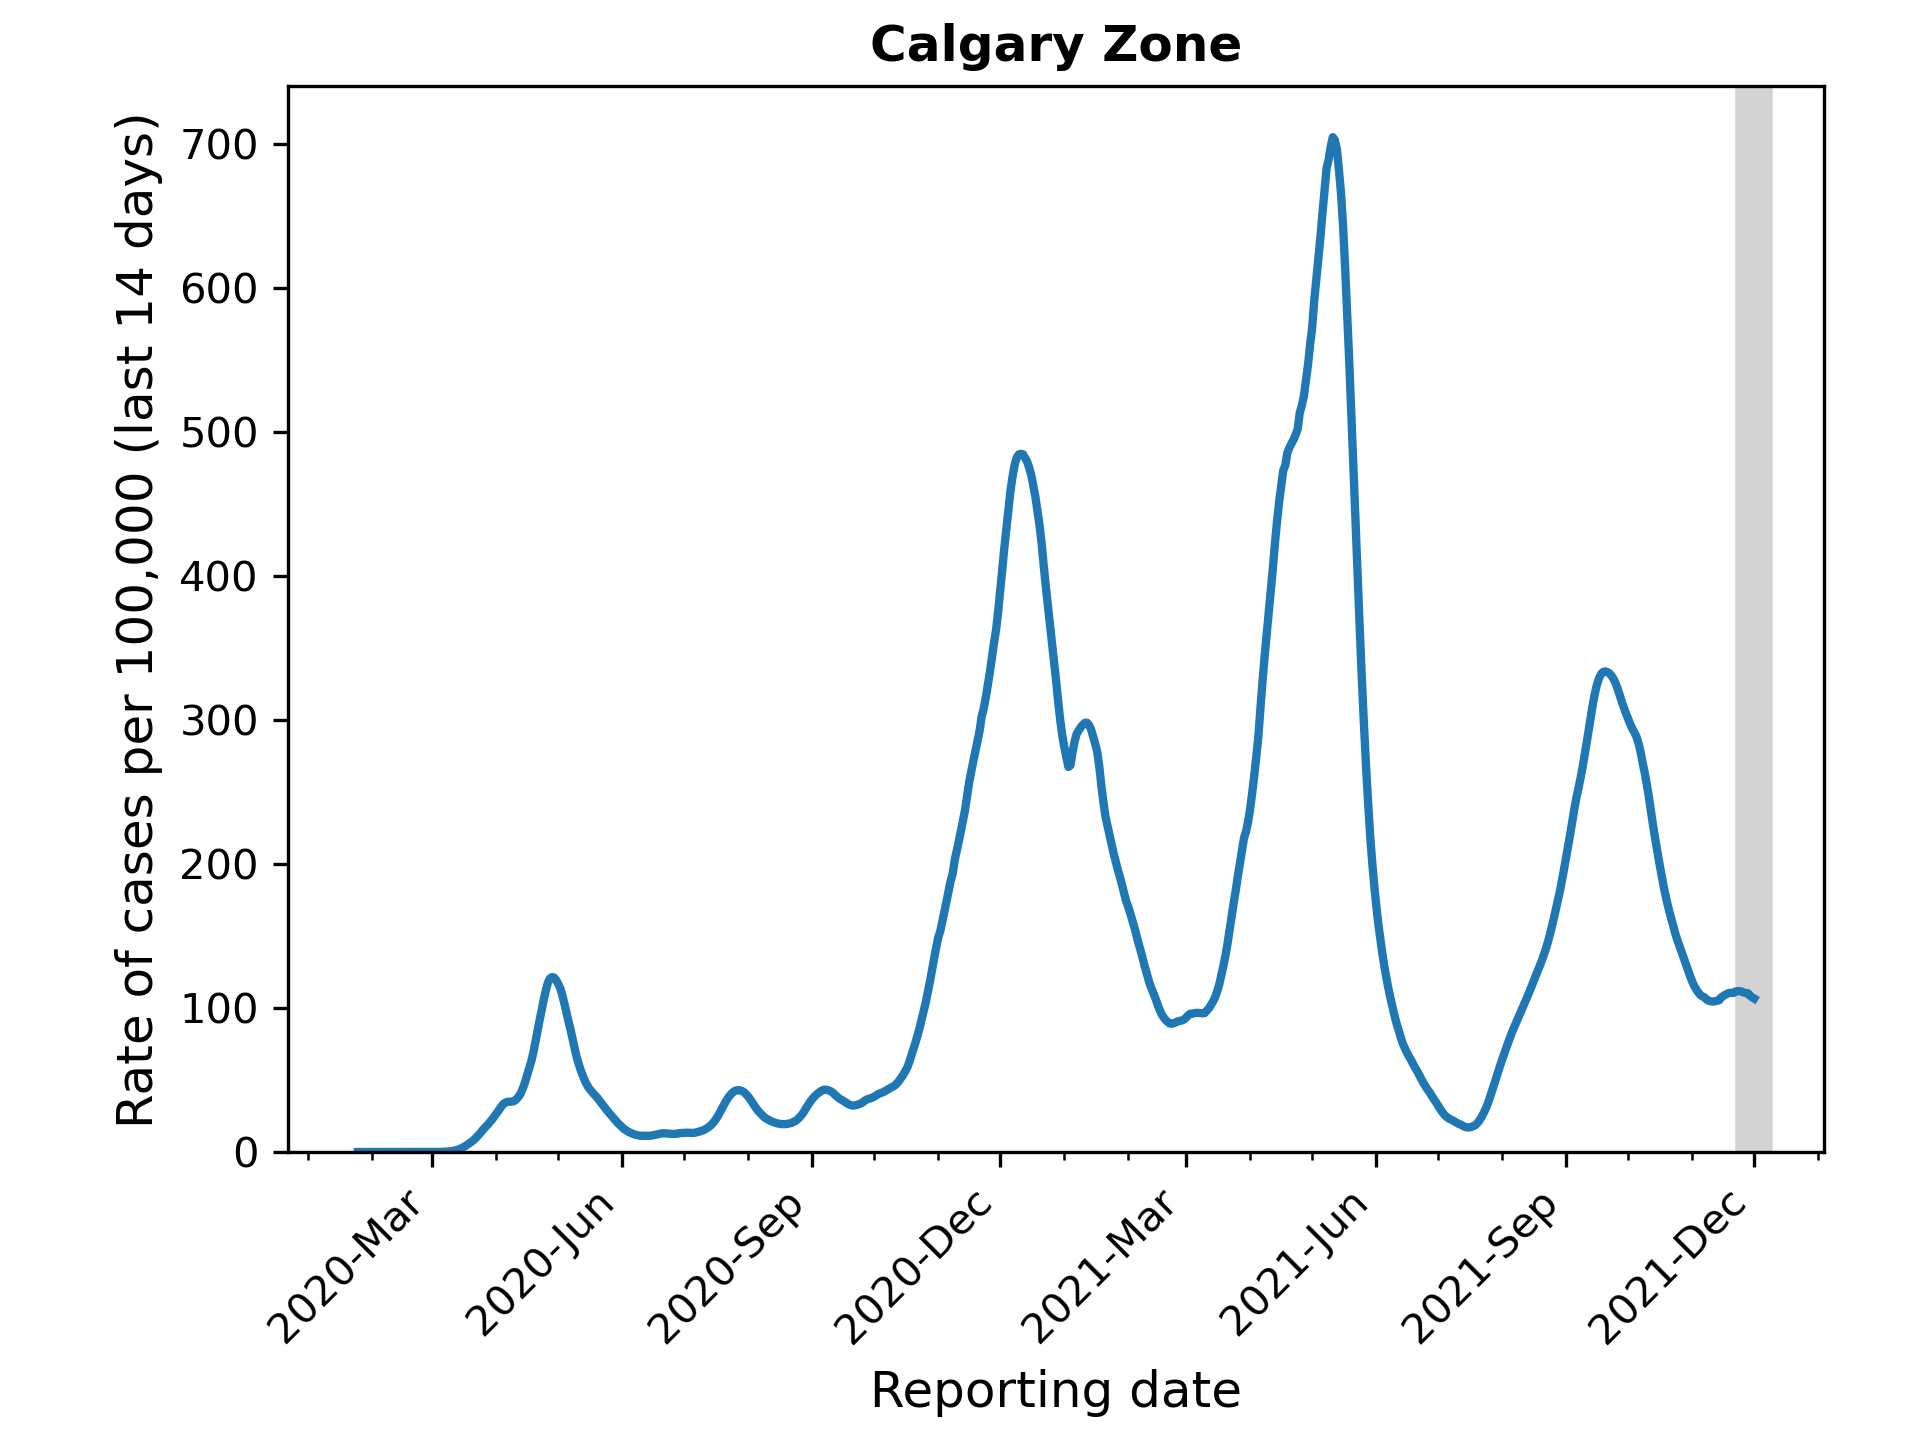 Calgary Zone
Rate of cases per 100,000 (last 14 days)
700
600
500
400
300
200
100
0
2020-Mar
2020-Jun
2020-Sep
2020-Dec
2021-Mar
2021-Jun
2021-Sep
2021-Dec
Reporting date